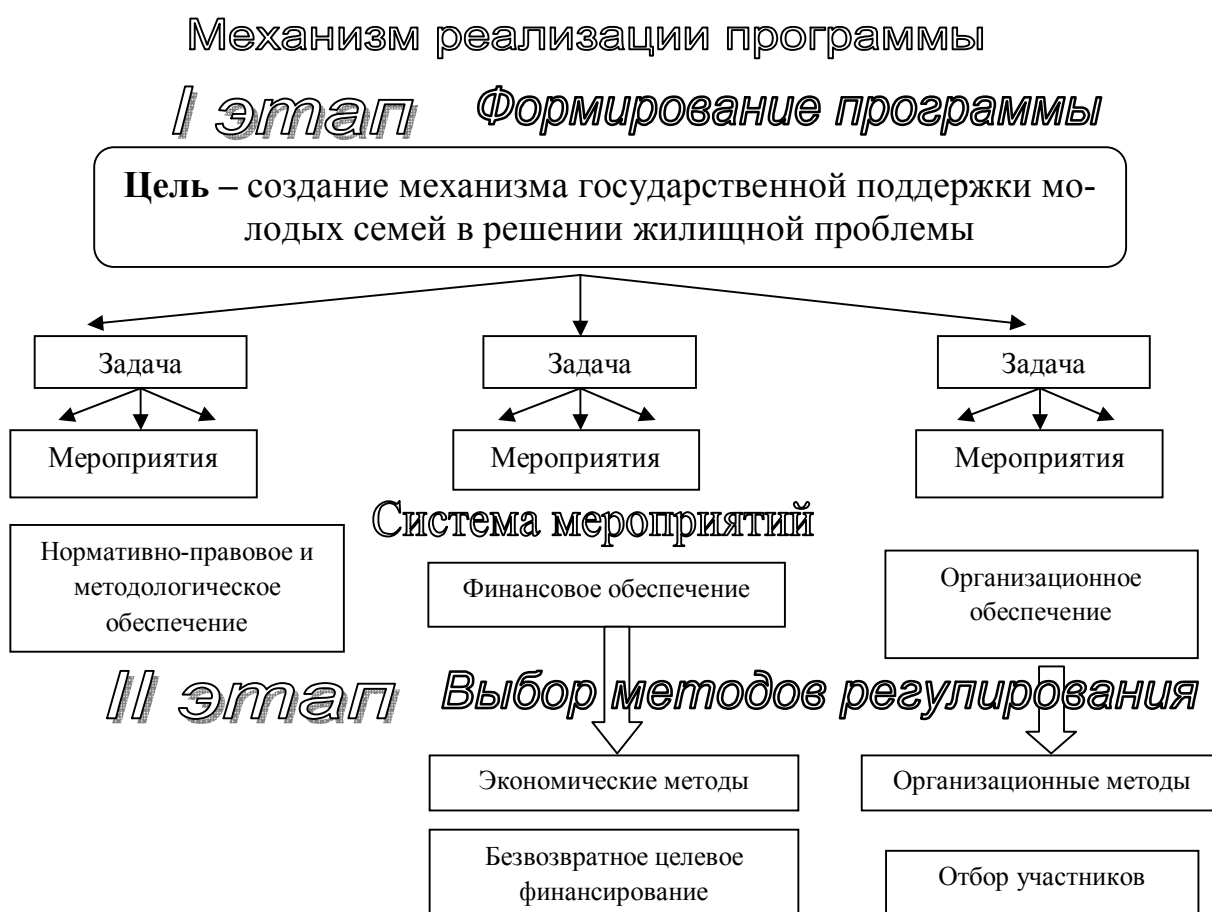 Механизм реализации программы
I этап Формирование программы
Цель – создание механизма государственной поддержки мо-
лодых семей в решении жилищной проблемы
Задача
Задача
Задача
Мероприятия
Мероприятия
Мероприятия
Система мероприятий
Нормативно-правовое и
методологическое
обеспечение
Финансовое обеспечение
Организационное
обеспечение
II этап Выбор методов регулирования
Экономические методы
Организационные методы
Безвозвратное целевое
финансирование
Отбор участников